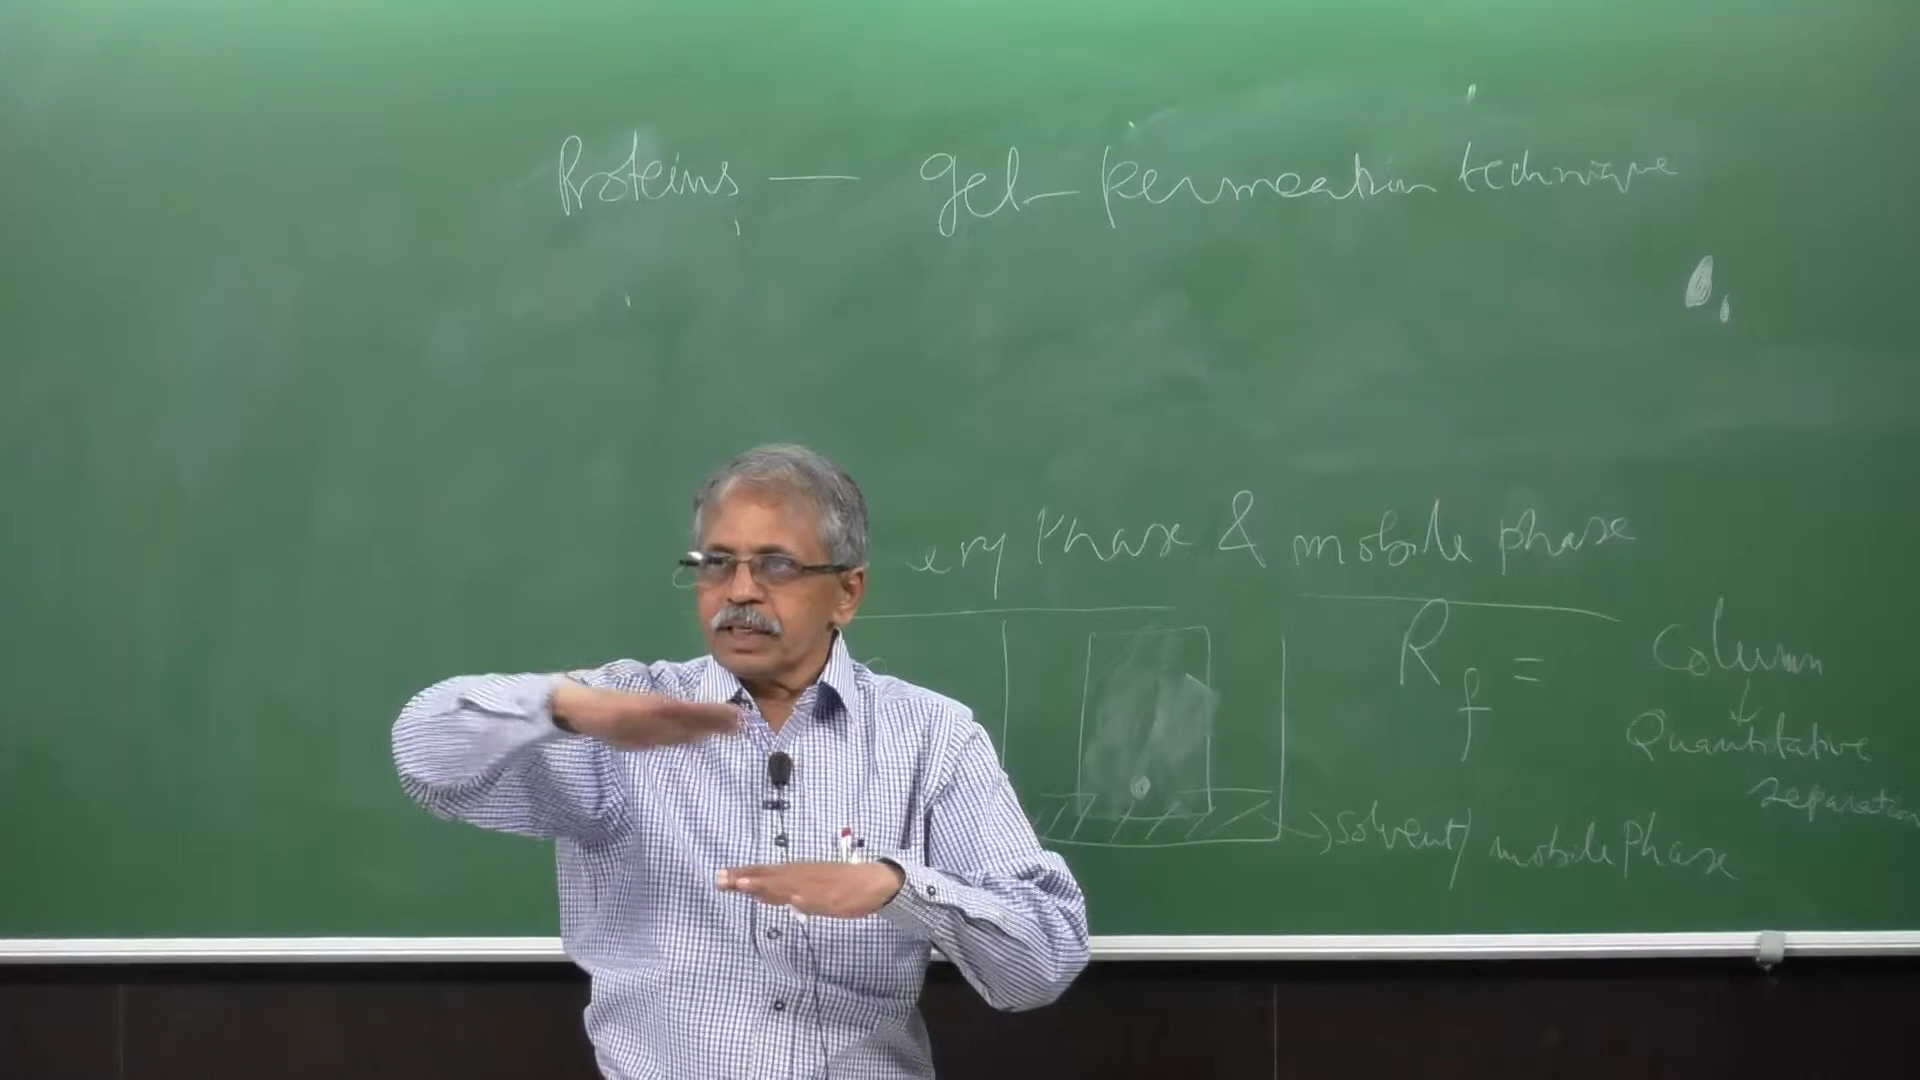 Proteins — gel-permeation technique
ery Phase & mobile phase
Rf =
Column
↓
Quantitative
separation
solvent/ mobile Phase